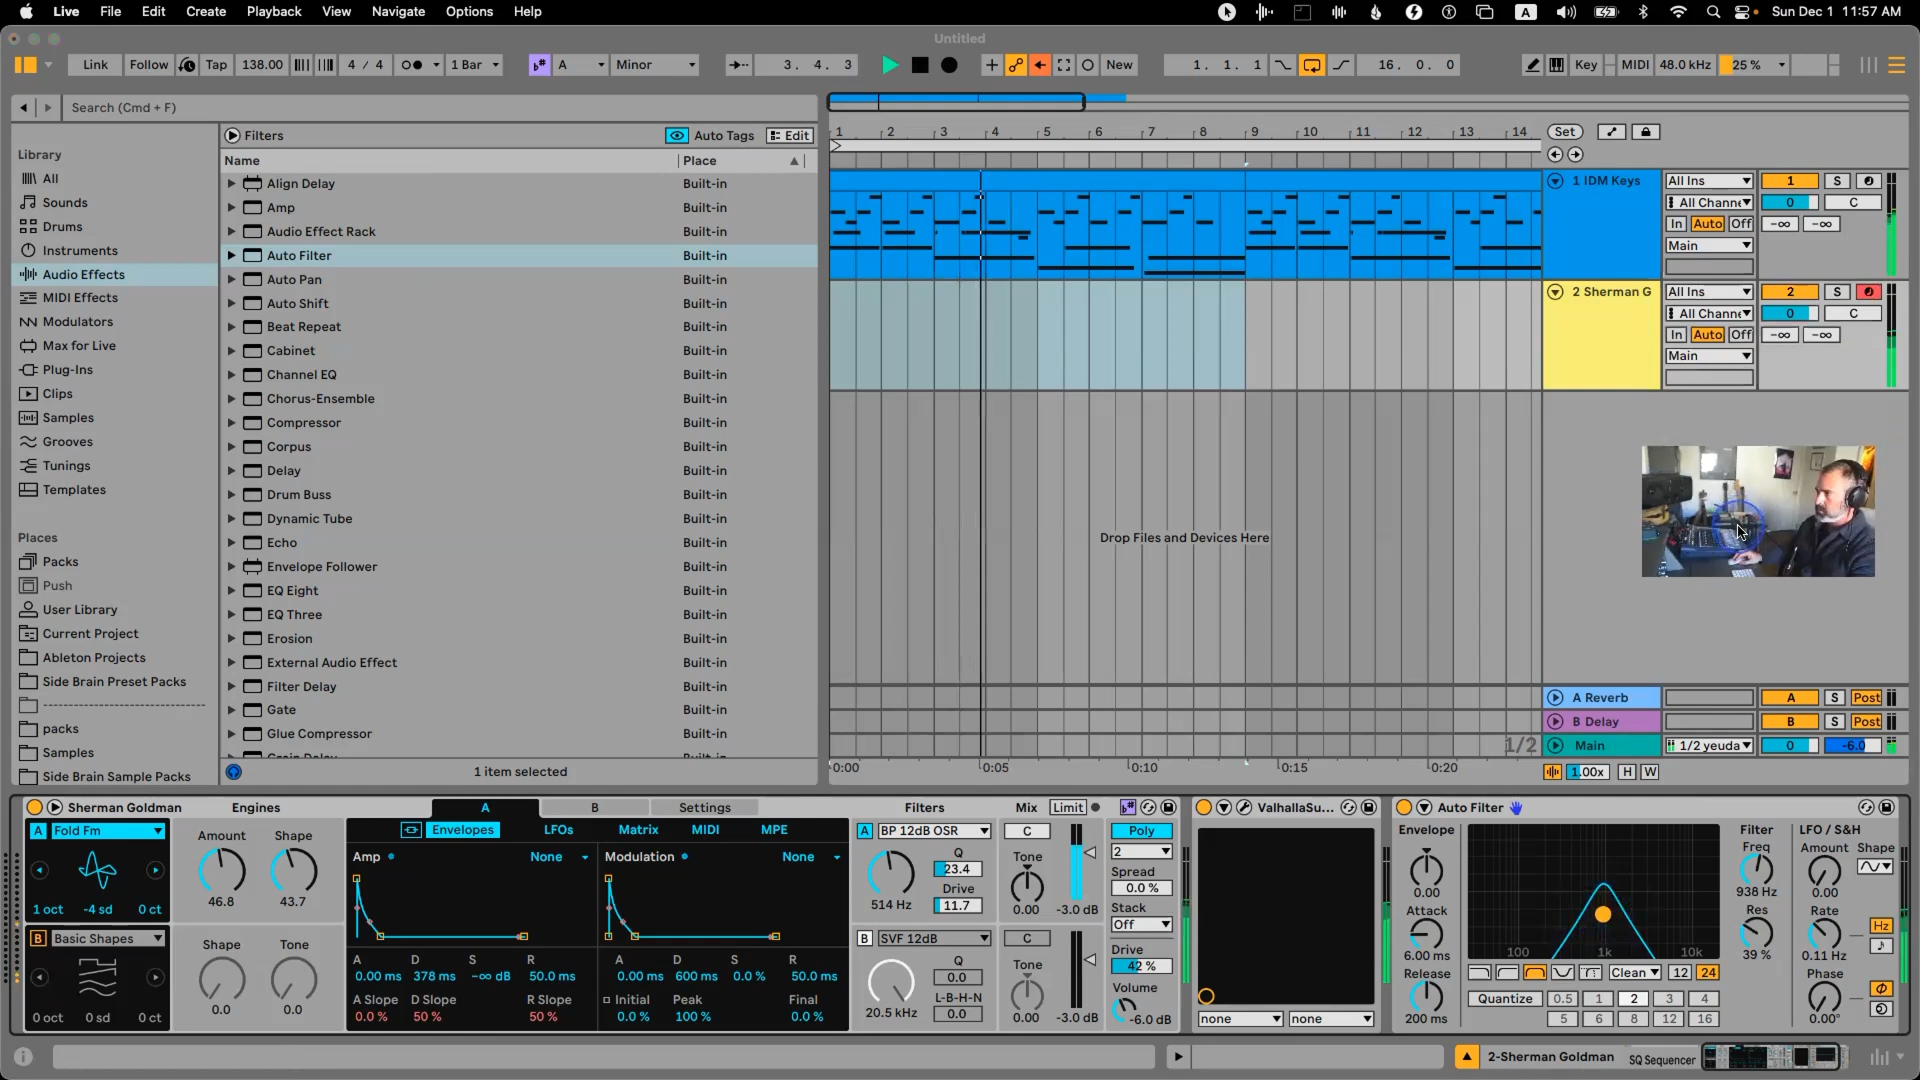 Live File Edit Create Playback View Navigate Options Help A Sun Dec 1 11:57 AM
Untitled
Link Follow Tap 138.00 4 / 4 1 Bar A Minor 3. 4. 3 New 1. 1. 1 16. 0. 0 Key MIDI 48.0 kHz 25 %
Search (Cmd + F)
Library
All
Sounds
Drums
Instruments
Audio Effects
MIDI Effects
Modulators
Max for Live
Plug-Ins
Clips
Samples
Grooves
Tunings
Templates
Places
Packs
Push
User Library
Current Project
Ableton Projects
Side Brain Preset Packs
--------------------------------
packs
Samples
Side Brain Sample Packs
Filters Auto Tags Edit
Name Place
Align Delay Built-in
Amp Built-in
Audio Effect Rack Built-in
Auto Filter Built-in
Auto Pan Built-in
Auto Shift Built-in
Beat Repeat Built-in
Cabinet Built-in
Channel EQ Built-in
Chorus-Ensemble Built-in
Compressor Built-in
Corpus Built-in
Delay Built-in
Drum Buss Built-in
Dynamic Tube Built-in
Echo Built-in
Envelope Follower Built-in
EQ Eight Built-in
EQ Three Built-in
Erosion Built-in
External Audio Effect Built-in
Filter Delay Built-in
Gate Built-in
Glue Compressor Built-in
1 item selected
1 2 3 4 5 6 7 8 9 10 11 12 13 14 Set
1 IDM Keys All Ins 1 S
All Channe 0 C
In Auto Off -∞ -∞
Main
2 Sherman G All Ins 2 S
All Channe 0 C
In Auto Off -∞ -∞
Main
Drop Files and Devices Here
A Reverb A S Post
B Delay B S Post
1/2 Main 1/2 yeuda 0 -6.0
0:00 0:05 0:10 0:15 0:20 1.00x H W
Sherman Goldman Engines A B Settings Filters Mix Limit
A Fold Fm
1 oct -4 sd 0 ct
B Basic Shapes
0 oct 0 sd 0 ct
Amount Shape
46.8 43.7
Shape Tone
0.0 0.0
Envelopes LFOs Matrix MIDI MPE
Amp None Modulation None
A D S R A D S R
0.00 ms 378 ms -∞ dB 50.0 ms 0.00 ms 600 ms 0.0 % 50.0 ms
A Slope D Slope R Slope Initial Peak Final
0.0 % 50 % 50 % 0.0 % 100 % 0.0 %
A BP 12dB OSR C
Q 23.4
Drive 11.7
514 Hz
Tone
0.00 -3.0 dB
B SVF 12dB C
Q 0.0
L-B-H-N
0.0
20.5 kHz
Tone
0.00 -3.0 dB
Poly
2
Spread
0.0 %
Stack
Off
Drive
42 %
Volume
-6.0 dB
ValhallaSu...
none none
Auto Filter
Envelope
0.00
Attack
6.00 ms
Release
200 ms
100 1k 10k
Clean 12 24
Quantize 0.5 1 2 3 4
5 6 8 12 16
Filter
Freq
938 Hz
Res
39 %
LFO / S&H
Amount Shape
0.00
Rate Hz
0.11 Hz
Phase
0.00°
2-Sherman Goldman SQ Sequencer